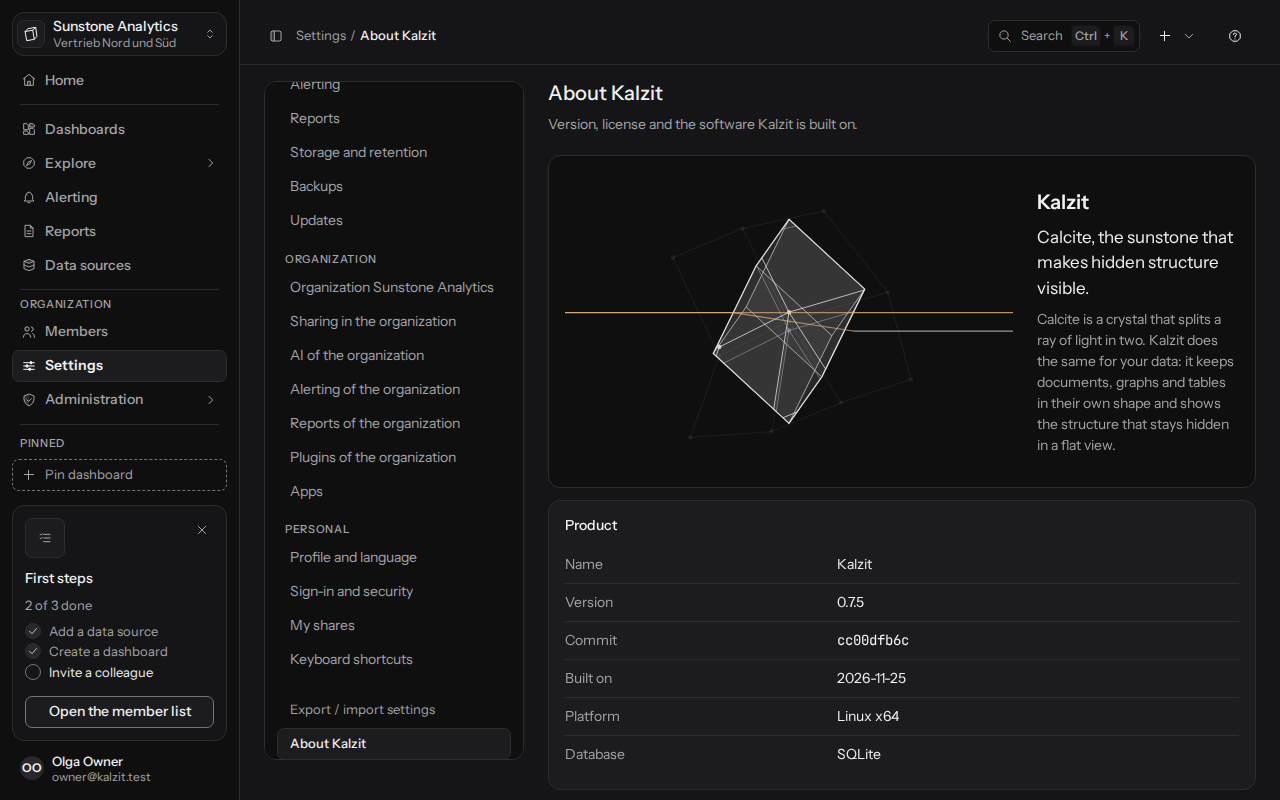 Sunstone Analytics
Vertrieb Nord und Süd
Home
Dashboards
Explore
Alerting
Reports
Data sources
ORGANIZATION
Members
Settings
Administration
PINNED
Pin dashboard
First steps
2 of 3 done
Add a data source
Create a dashboard
Invite a colleague
Open the member list
OO
Olga Owner
owner@kalzit.test
Settings / About Kalzit
Search Ctrl + K
Alerting
Reports
Storage and retention
Backups
Updates
ORGANIZATION
Organization Sunstone Analytics
Sharing in the organization
AI of the organization
Alerting of the organization
Reports of the organization
Plugins of the organization
Apps
PERSONAL
Profile and language
Sign-in and security
My shares
Keyboard shortcuts
Export / import settings
About Kalzit
About Kalzit
Version, license and the software Kalzit is built on.
Kalzit
Calcite, the sunstone that
makes hidden structure
visible.
Calcite is a crystal that splits a
ray of light in two. Kalzit does
the same for your data: it keeps
documents, graphs and tables
in their own shape and shows
the structure that stays hidden
in a flat view.
Product
Name Kalzit
Version 0.7.5
Commit cc00dfb6c
Built on 2026-11-25
Platform Linux x64
Database SQLite